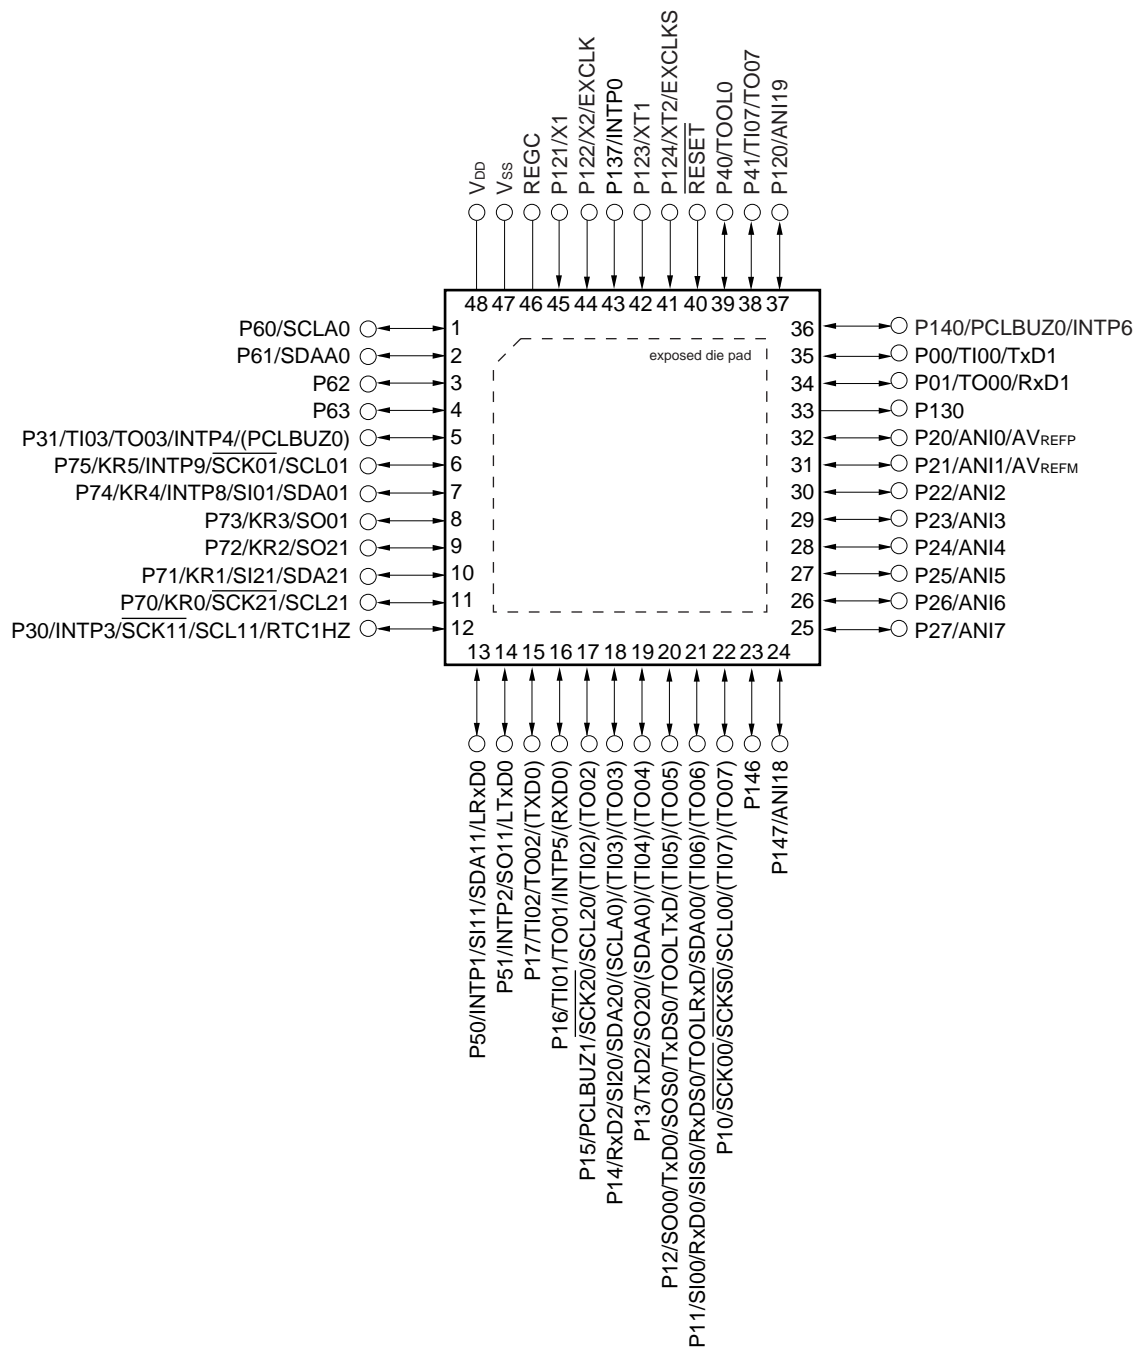 VDD
VSS
REGC
P121/X1
P122/X2/EXCLK
P137/INTP0
P123/XT1
P124/XT2/EXCLKS
RESET
P40/TOOL0
P41/TI07/TO07
P120/ANI19
48 47 46 45 44 43 42 41 40 39 38 37
P60/SCLA0 1
P61/SDAA0 2
P62 3
P63 4
P31/TI03/TO03/INTP4/(PCLBUZ0) 5
P75/KR5/INTP9/SCK01/SCL01 6
P74/KR4/INTP8/SI01/SDA01 7
P73/KR3/SO01 8
P72/KR2/SO21 9
P71/KR1/SI21/SDA21 10
P70/KR0/SCK21/SCL21 11
P30/INTP3/SCK11/SCL11/RTC1HZ 12
exposed die pad
36 P140/PCLBUZ0/INTP6
35 P00/TI00/TxD1
34 P01/TO00/RxD1
33 P130
32 P20/ANI0/AVREFP
31 P21/ANI1/AVREFM
30 P22/ANI2
29 P23/ANI3
28 P24/ANI4
27 P25/ANI5
26 P26/ANI6
25 P27/ANI7
13 14 15 16 17 18 19 20 21 22 23 24
P50/INTP1/SI11/SDA11/LRxD0
P51/INTP2/SO11/LTxD0
P17/TI02/TO02/(TXD0)
P16/TI01/TO01/INTP5/(RXD0)
P15/PCLBUZ1/SCK20/SCL20/(TI02)/(TO02)
P14/RxD2/SI20/SDA20/(SCLA0)/(TI03)/(TO03)
P13/TxD2/SO20/(SDAA0)/(TI04)/(TO04)
P12/SO00/TxD0/SOS0/TxDS0/TOOLTxD/(TI05)/(TO05)
P11/SI00/RxD0/SIS0/RxDS0/TOOLRxD/SDA00/(TI06)/(TO06)
P10/SCK00/SCKS0/SCL00/(TI07)/(TO07)
P146
P147/ANI18